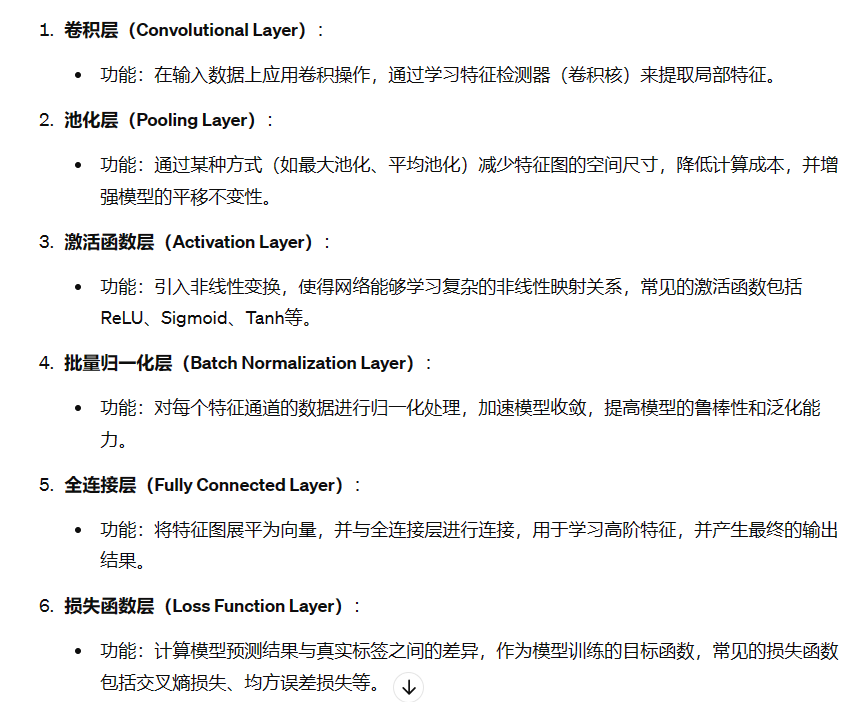 1. 卷积层（Convolutional Layer）：
• 功能：在输入数据上应用卷积操作，通过学习特征检测器（卷积核）来提取局部特征。
2. 池化层（Pooling Layer）：
• 功能：通过某种方式（如最大池化、平均池化）减少特征图的空间尺寸，降低计算成本，并增
强模型的平移不变性。
3. 激活函数层（Activation Layer）：
• 功能：引入非线性变换，使得网络能够学习复杂的非线性映射关系，常见的激活函数包括
ReLU、Sigmoid、Tanh等。
4. 批量归一化层（Batch Normalization Layer）：
• 功能：对每个特征通道的数据进行归一化处理，加速模型收敛，提高模型的鲁棒性和泛化能
力。
5. 全连接层（Fully Connected Layer）：
• 功能：将特征图展平为向量，并与全连接层进行连接，用于学习高阶特征，并产生最终的输出
结果。
6. 损失函数层（Loss Function Layer）：
• 功能：计算模型预测结果与真实标签之间的差异，作为模型训练的目标函数，常见的损失函数
包括交叉熵损失、均方误差损失等。